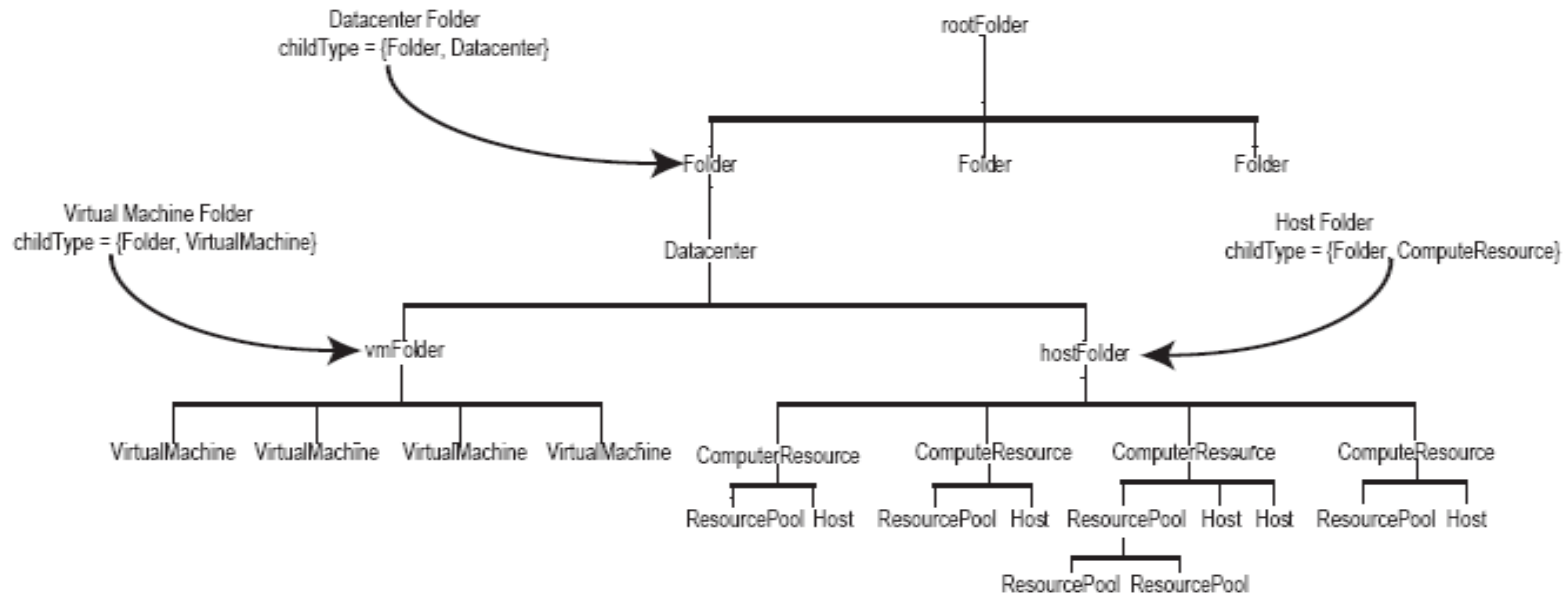 Datacenter Folder
childType = {Folder, Datacenter}
rootFolder
Folder
Folder
Folder
Virtual Machine Folder
childType = {Folder, VirtualMachine}
Datacenter
Host Folder
childType = {Folder, ComputeResource}
vmFolder
hostFolder
VirtualMachine VirtualMachine VirtualMachine VirtualMachine
ComputerResource ComputeResource ComputerResource ComputeResource
ResourcePool Host ResourcePool Host ResourcePool Host Host ResourcePool Host
ResourcePool ResourcePool